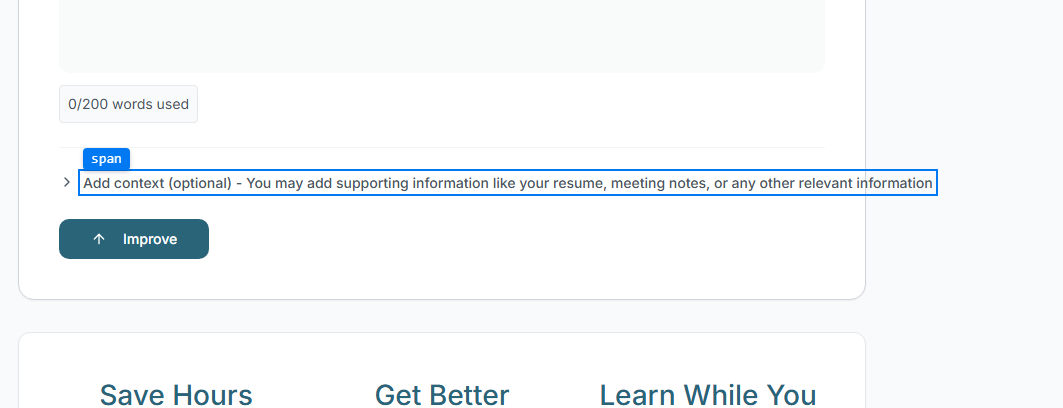 0/200 words used
span
Add context (optional) - You may add supporting information like your resume, meeting notes, or any other relevant information
Improve
Save Hours
Get Better
Learn While You